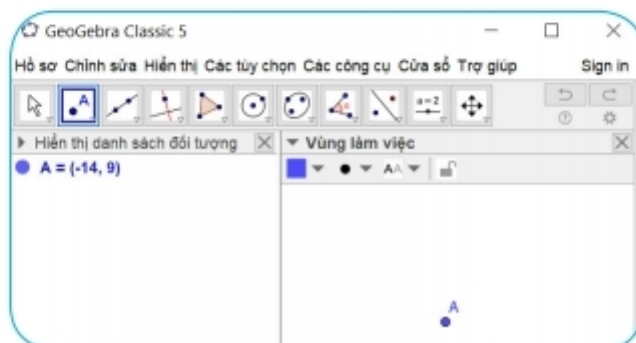 GeoGebra Classic 5
Hồ sơ Chỉnh sửa Hiển thị Các tùy chọn Các công cụ Cửa sổ Trợ giúp Sign in
A
a=2
Hiển thị danh sách đối tượng
Vùng làm việc
A = (-14, 9)
AA
A